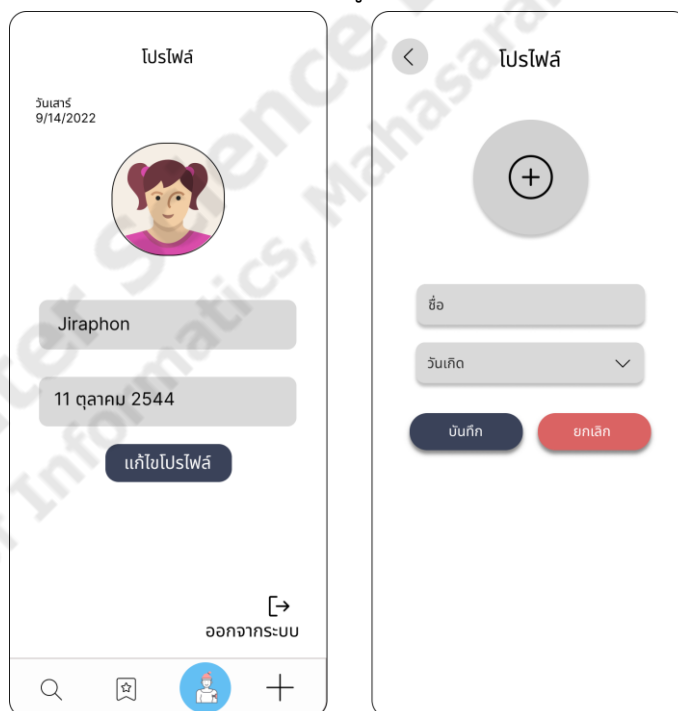 โปรไฟล์
วันเสาร์
9/14/2022
Jiraphon
11 ตุลาคม 2544
แก้ไขโปรไฟล์
ออกจากระบบ
โปรไฟล์
ชื่อ
วันเกิด
บันทึก
ยกเลิก